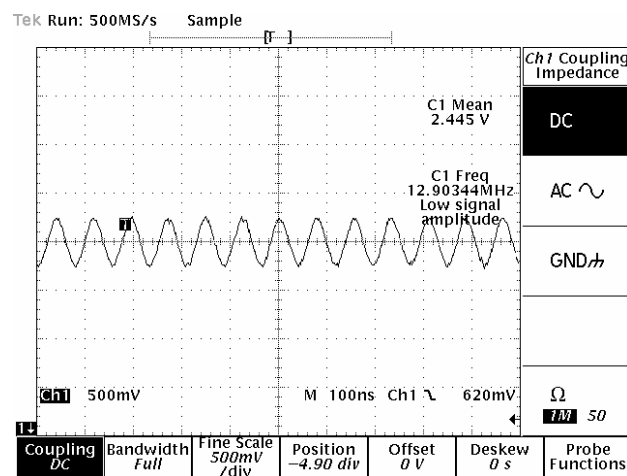 Tek Run: 500MS/s Sample
[T ]
Ch1 Coupling
Impedance
C1 Mean
2.445 V
DC
C1 Freq
12.90344MHz
Low signal
amplitude
AC
T
GND
Ch1 500mV M 100ns Ch1 620mV
Ω
1M 50
1
Coupling
DC
Bandwidth
Full
Fine Scale
500mV
/div
Position
−4.90 div
Offset
0 V
Deskew
0 s
Probe
Functions